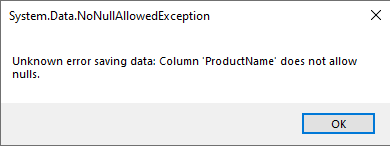 System.Data.NoNullAllowedException
Unknown error saving data: Column 'ProductName' does not allow
nulls.
OK